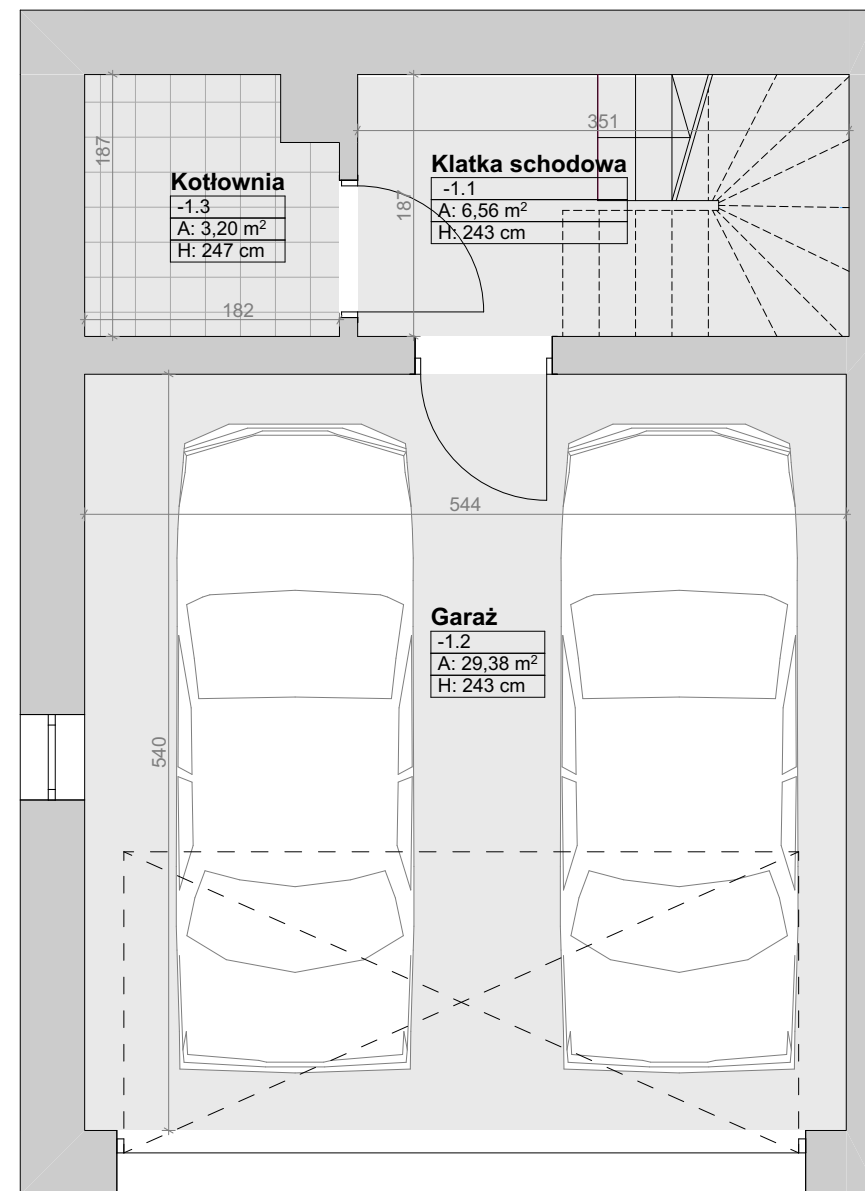 351
187
Klatka schodowa
-1.1
A: 6,56 m²
H: 243 cm
187
Kotłownia
-1.3
A: 3,20 m²
H: 247 cm
182
544
Garaż
-1.2
A: 29,38 m²
H: 243 cm
540